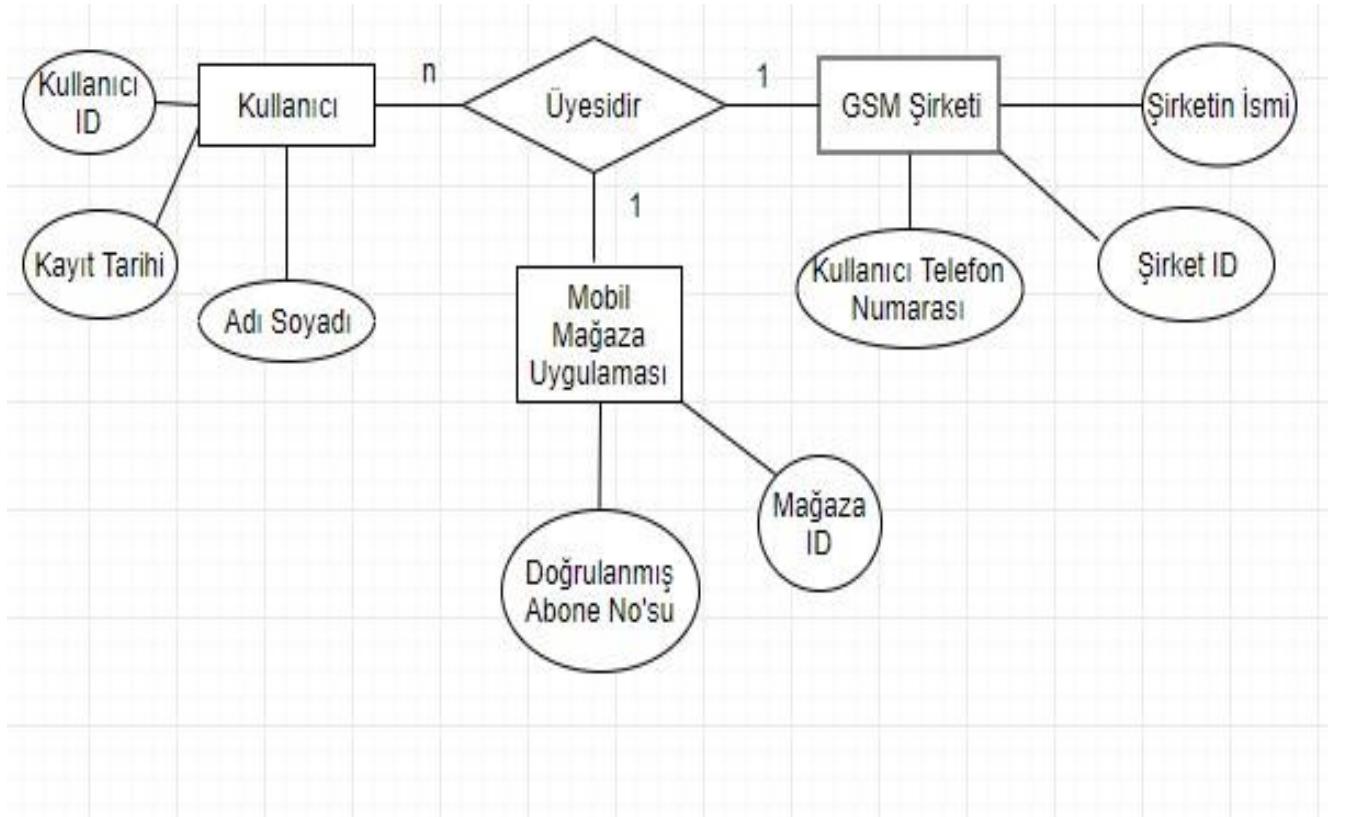 Kullanıcı
ID
Kullanıcı
n
Üyesidir
1
GSM Şirketi
Şirketin İsmi
1
Kayıt Tarihi
Adı Soyadı
Mobil
Mağaza
Uygulaması
Kullanıcı Telefon
Numarası
Şirket ID
Mağaza
ID
Doğrulanmış
Abone No'su